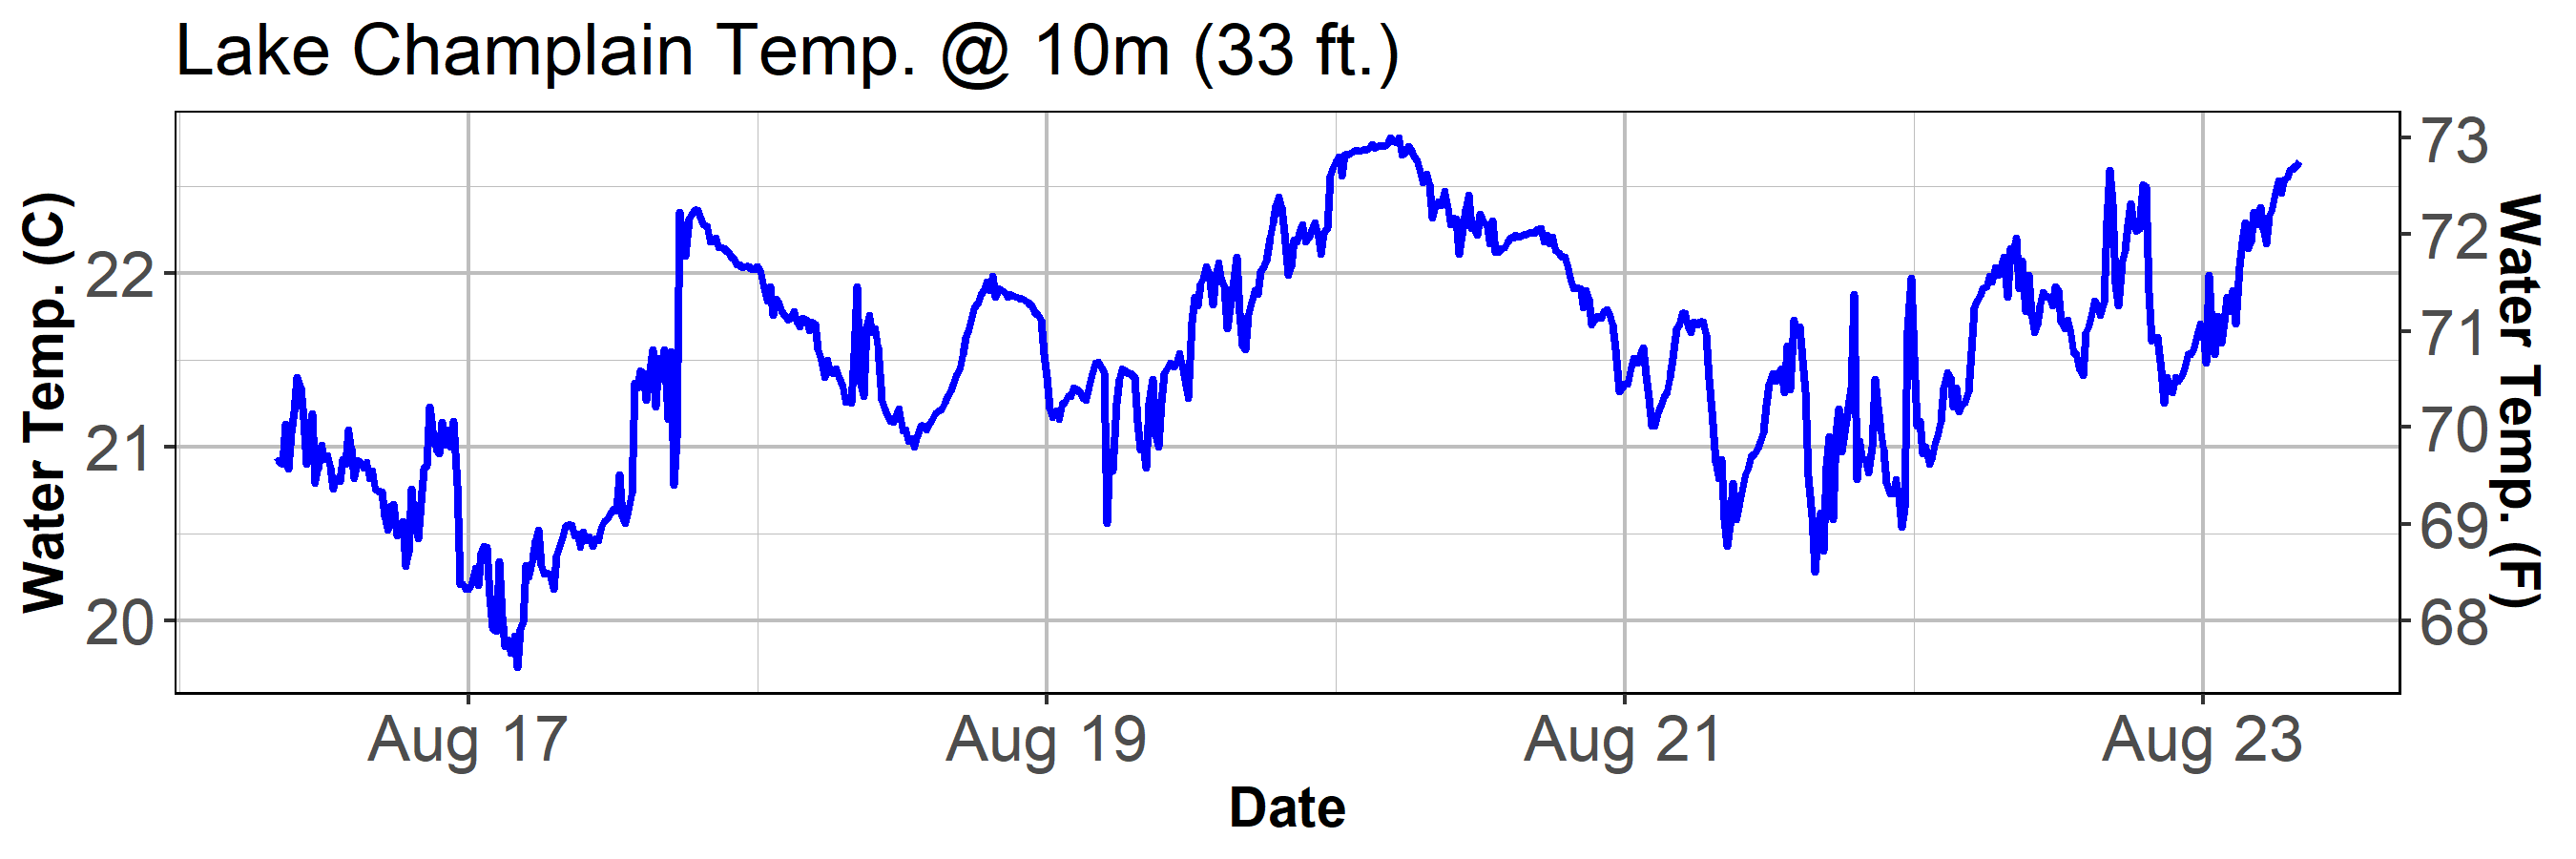 Lake Champlain Temp. @ 10m (33 ft.)
Water Temp. (C)
22
21
20
73
72
71
70
69
68
Water Temp. (F)
Aug 17
Aug 19
Aug 21
Aug 23
Date